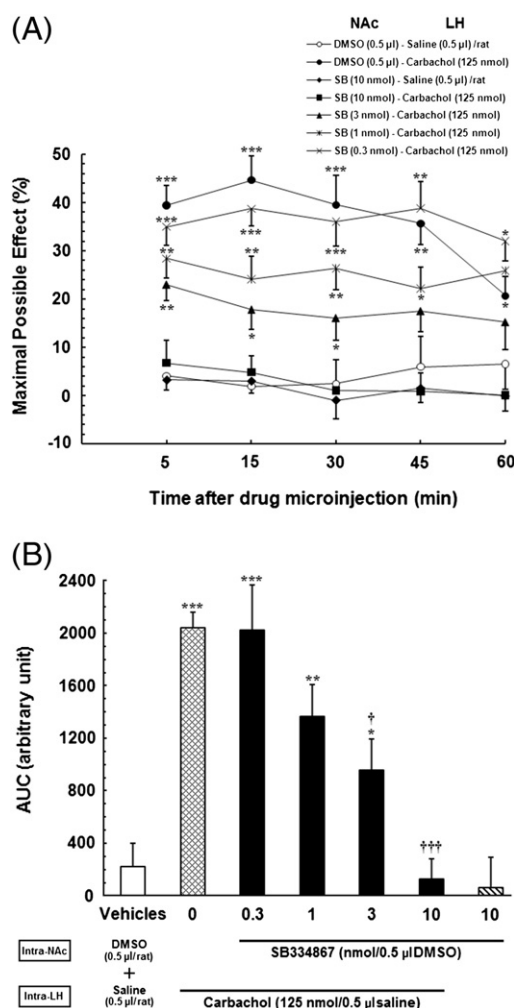 (A)
NAc LH
DMSO (0.5 µl) - Saline (0.5 µl) /rat
DMSO (0.5 µl) - Carbachol (125 nmol)
SB (10 nmol) - Saline (0.5 µl) /rat
SB (10 nmol) - Carbachol (125 nmol)
SB (3 nmol) - Carbachol (125 nmol)
SB (1 nmol) - Carbachol (125 nmol)
SB (0.3 nmol) - Carbachol (125 nmol)
Maximal Possible Effect (%)
50
40
30
20
10
0
-10
*** *** *** ** *
*** *** *** ** *
** ** ** *
** * *
5 15 30 45 60
Time after drug microinjection (min)
(B)
AUC (arbitrary unit)
2400
2000
1600
1200
800
400
0
*** *** ** † * †††
Vehicles 0 0.3 1 3 10 10
Intra-NAc DMSO (0.5 µl/rat) SB334867 (nmol/0.5 µlDMSO)
+
Intra-LH Saline (0.5 µl/rat) Carbachol (125 nmol/0.5 µlsaline)